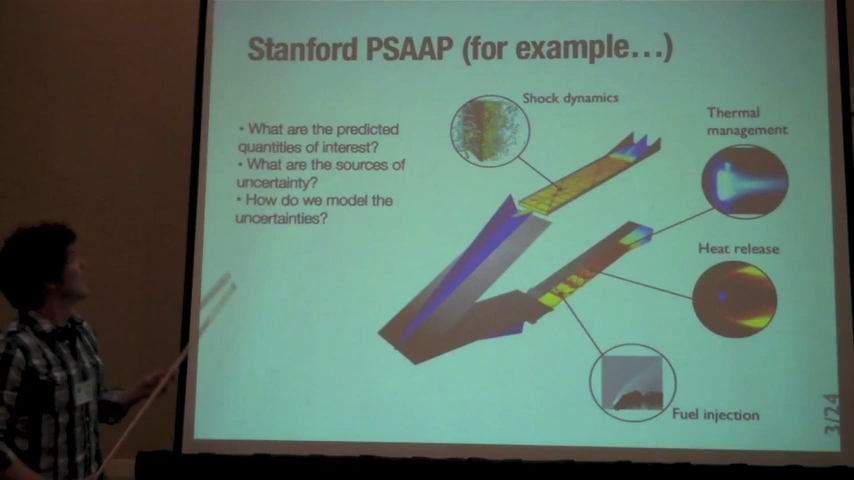 Stanford PSAAP (for example...)
• What are the predicted
quantities of interest?
• What are the sources of
uncertainty?
• How do we model the
uncertainties?
Shock dynamics
Thermal
management
Heat release
Fuel injection
3/24